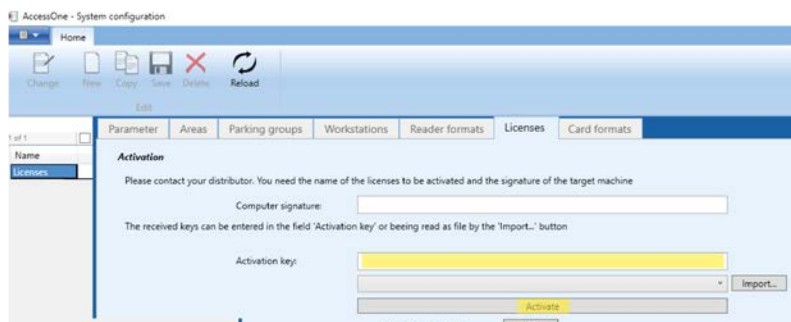 AccessOne - System configuration
Home
Change New Copy Save Delete Reload
Edit
1 of 1
Name
Licenses
Parameter Areas Parking groups Workstations Reader formats Licenses Card formats
Activation
Please contact your distributor. You need the name of the licenses to be activated and the signature of the target machine
Computer signature:
The received keys can be entered in the field 'Activation key' or beeing read as file by the 'Import...' button
Activation key:
Import...
Activate